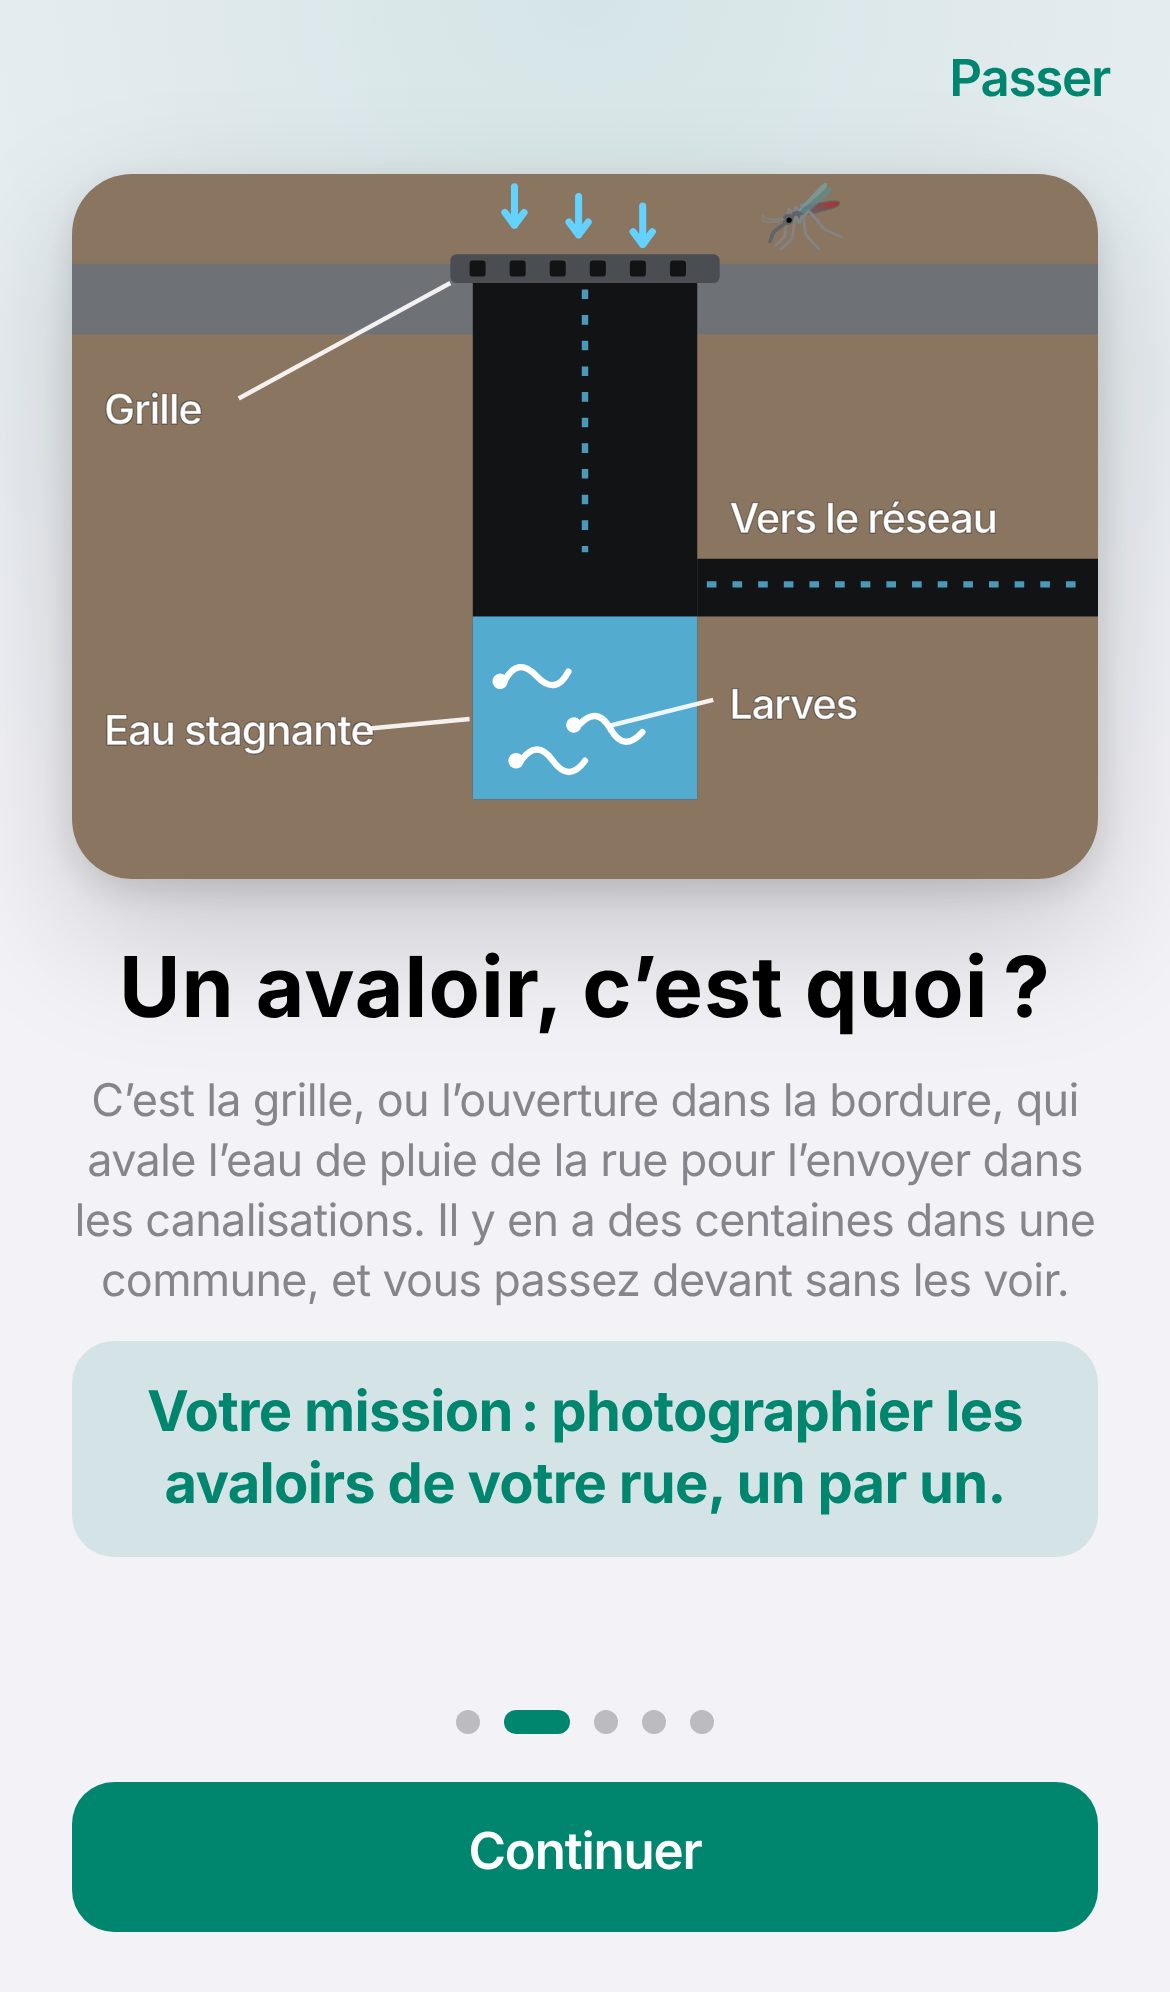 Passer
Grille
Vers le réseau
Larves
Eau stagnante
Un avaloir, c’est quoi ?
C’est la grille, ou l’ouverture dans la bordure, qui
avale l’eau de pluie de la rue pour l’envoyer dans
les canalisations. Il y en a des centaines dans une
commune, et vous passez devant sans les voir.
Votre mission : photographier les
avaloirs de votre rue, un par un.
Continuer